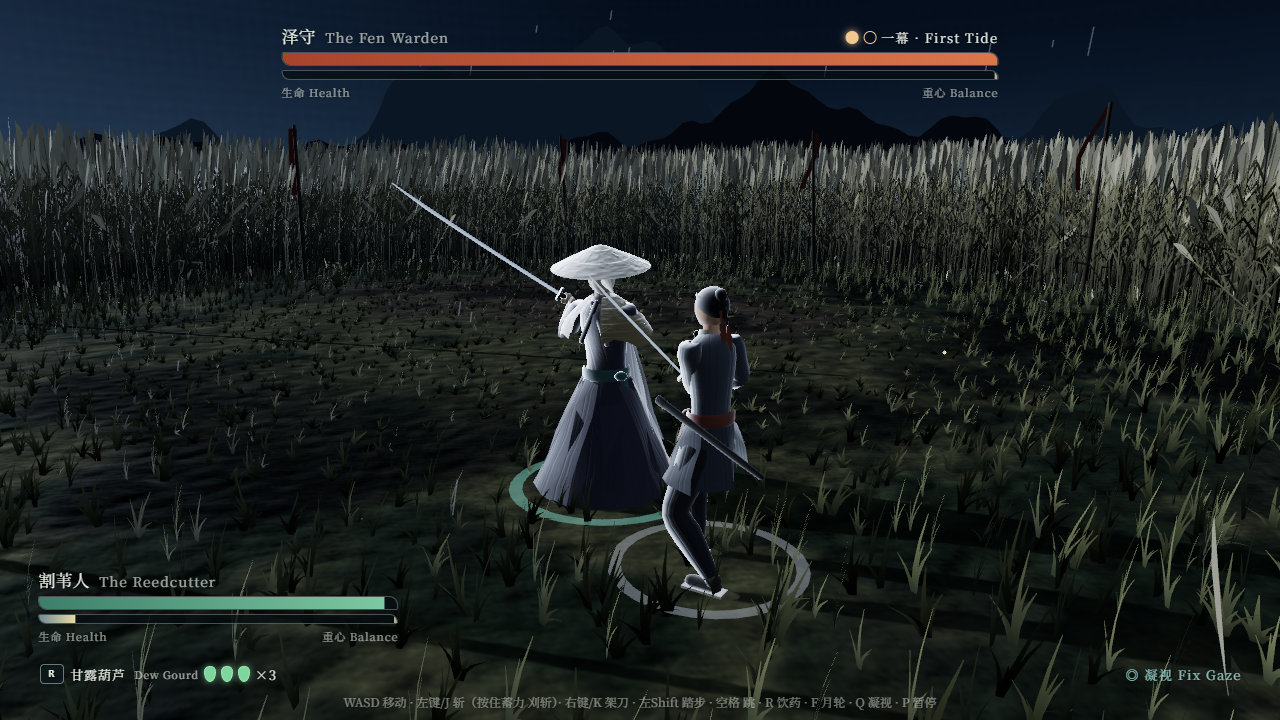 泽守 The Fen Warden
一幕 · First Tide
生命 Health
重心 Balance
割苇人 The Reedcutter
生命 Health
重心 Balance
R 甘露葫芦 Dew Gourd ×3
◎ 凝视 Fix Gaze
WASD 移动 · 左键/J 斩（按住蓄力 刈斩）· 右键/K 架刀 · 左Shift 踏步 · 空格 跳 · R 饮药 · F 月轮 · Q 凝视 · P 暂停